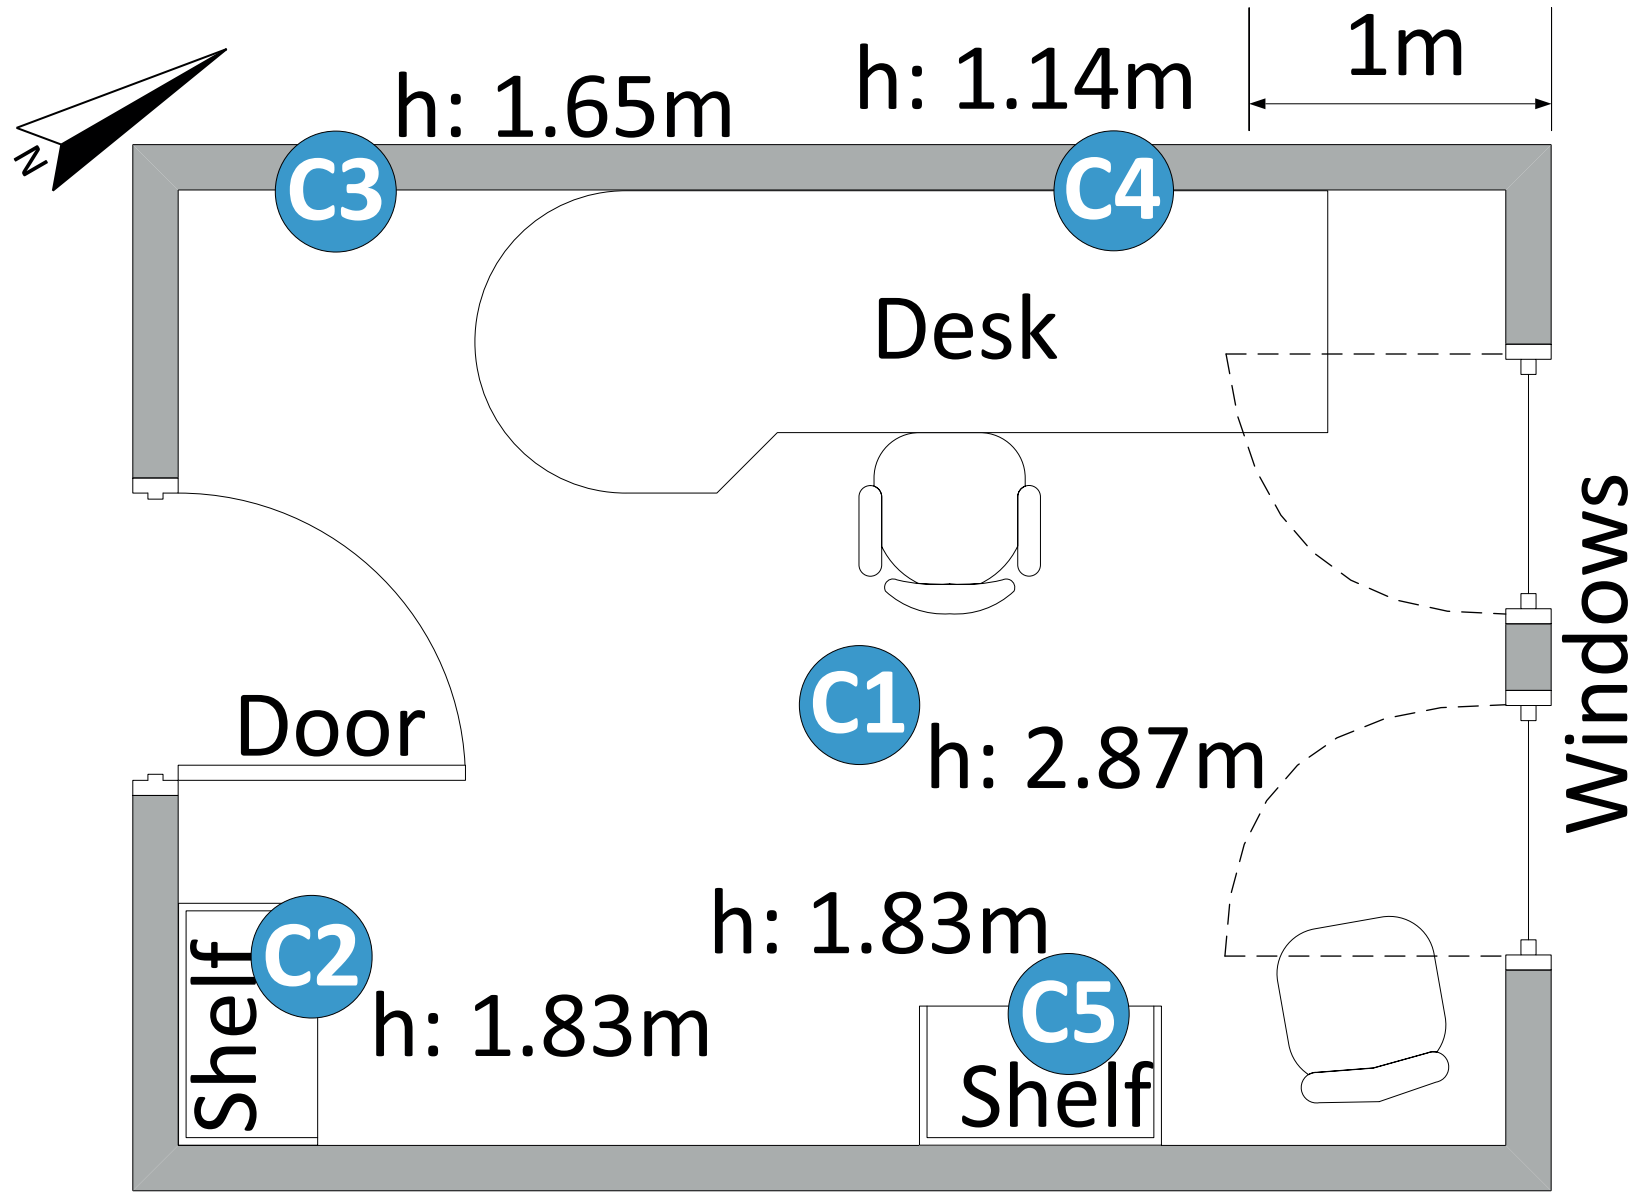 1m
h: 1.14m
h: 1.65m
N
C3
C4
Desk
Windows
C1
Door
h: 2.87m
h: 1.83m
C2
Shelf
C5
h: 1.83m
Shelf